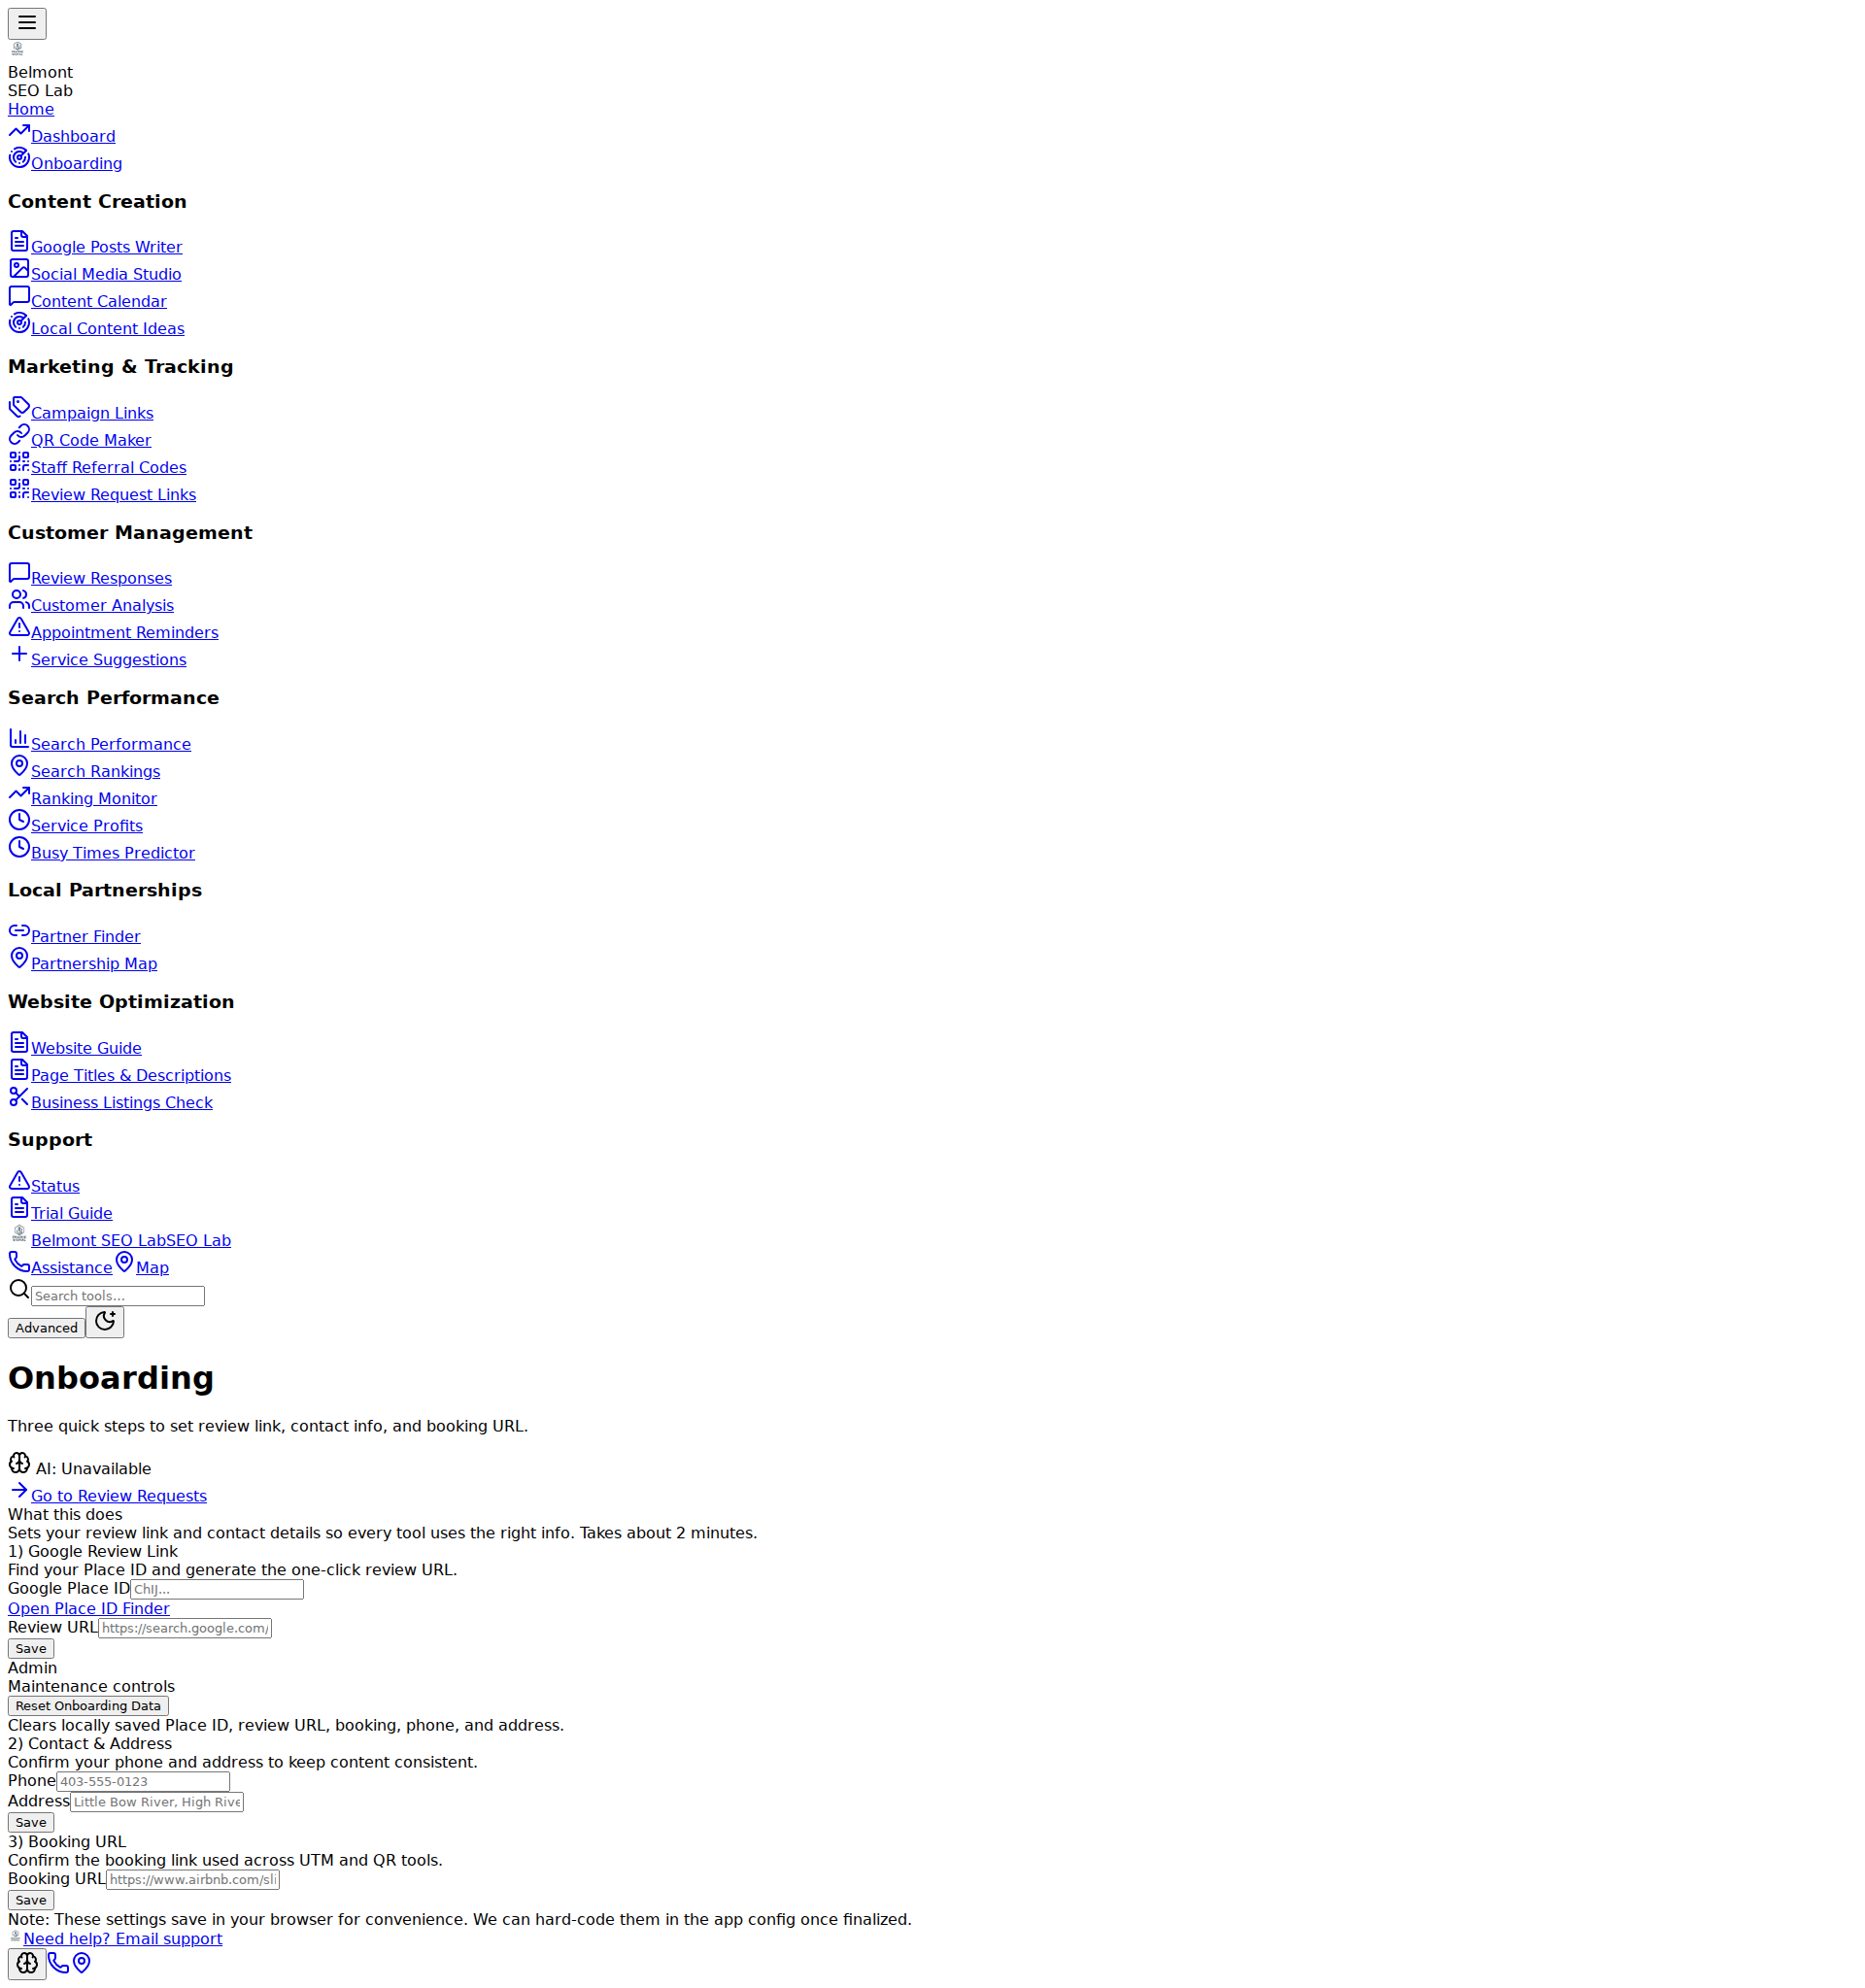 Belmont
SEO Lab
Home
Dashboard
Onboarding
Content Creation
Google Posts Writer
Social Media Studio
Content Calendar
Local Content Ideas
Marketing & Tracking
Campaign Links
QR Code Maker
Staff Referral Codes
Review Request Links
Customer Management
Review Responses
Customer Analysis
Appointment Reminders
Service Suggestions
Search Performance
Search Performance
Search Rankings
Ranking Monitor
Service Profits
Busy Times Predictor
Local Partnerships
Partner Finder
Partnership Map
Website Optimization
Website Guide
Page Titles & Descriptions
Business Listings Check
Support
Status
Trial Guide
Belmont SEO LabSEO Lab
Assistance Map
Search tools...
Advanced
Onboarding
Three quick steps to set review link, contact info, and booking URL.
AI: Unavailable
Go to Review Requests
What this does
Sets your review link and contact details so every tool uses the right info. Takes about 2 minutes.
1) Google Review Link
Find your Place ID and generate the one-click review URL.
Google Place ID ChIJ...
Open Place ID Finder
Review URL https://search.google.com/
Save
Admin
Maintenance controls
Reset Onboarding Data
Clears locally saved Place ID, review URL, booking, phone, and address.
2) Contact & Address
Confirm your phone and address to keep content consistent.
Phone 403-555-0123
Address Little Bow River, High Rive
Save
3) Booking URL
Confirm the booking link used across UTM and QR tools.
Booking URL https://www.airbnb.com/sli
Save
Note: These settings save in your browser for convenience. We can hard-code them in the app config once finalized.
Need help? Email support